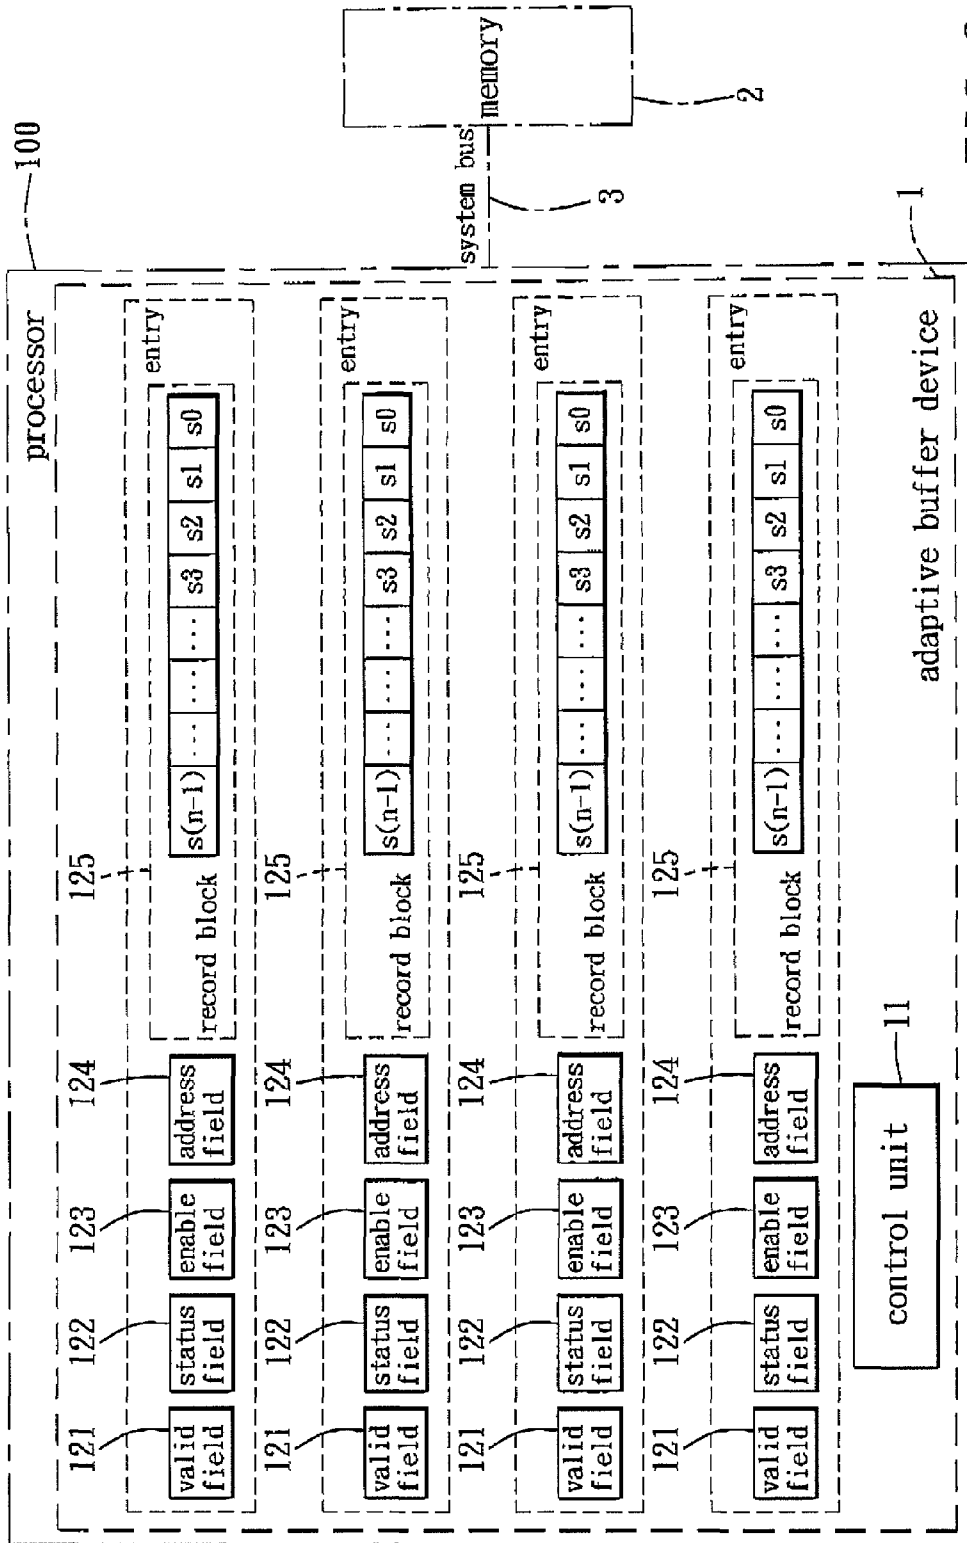 100
processor
121 122 123 124 125
entry
valid field
status field
enable field
address field
s(n-1) ... ... ... s3 s2 s1 s0
record block
121 122 123 124 125
entry
valid field
status field
enable field
address field
s(n-1) ... ... ... s3 s2 s1 s0
record block
121 122 123 124 125
entry
valid field
status field
enable field
address field
s(n-1) ... ... ... s3 s2 s1 s0
record block
121 122 123 124 125
entry
valid field
status field
enable field
address field
s(n-1) ... ... ... s3 s2 s1 s0
record block
control unit
11
adaptive buffer device
1
system bus
3
memory
2